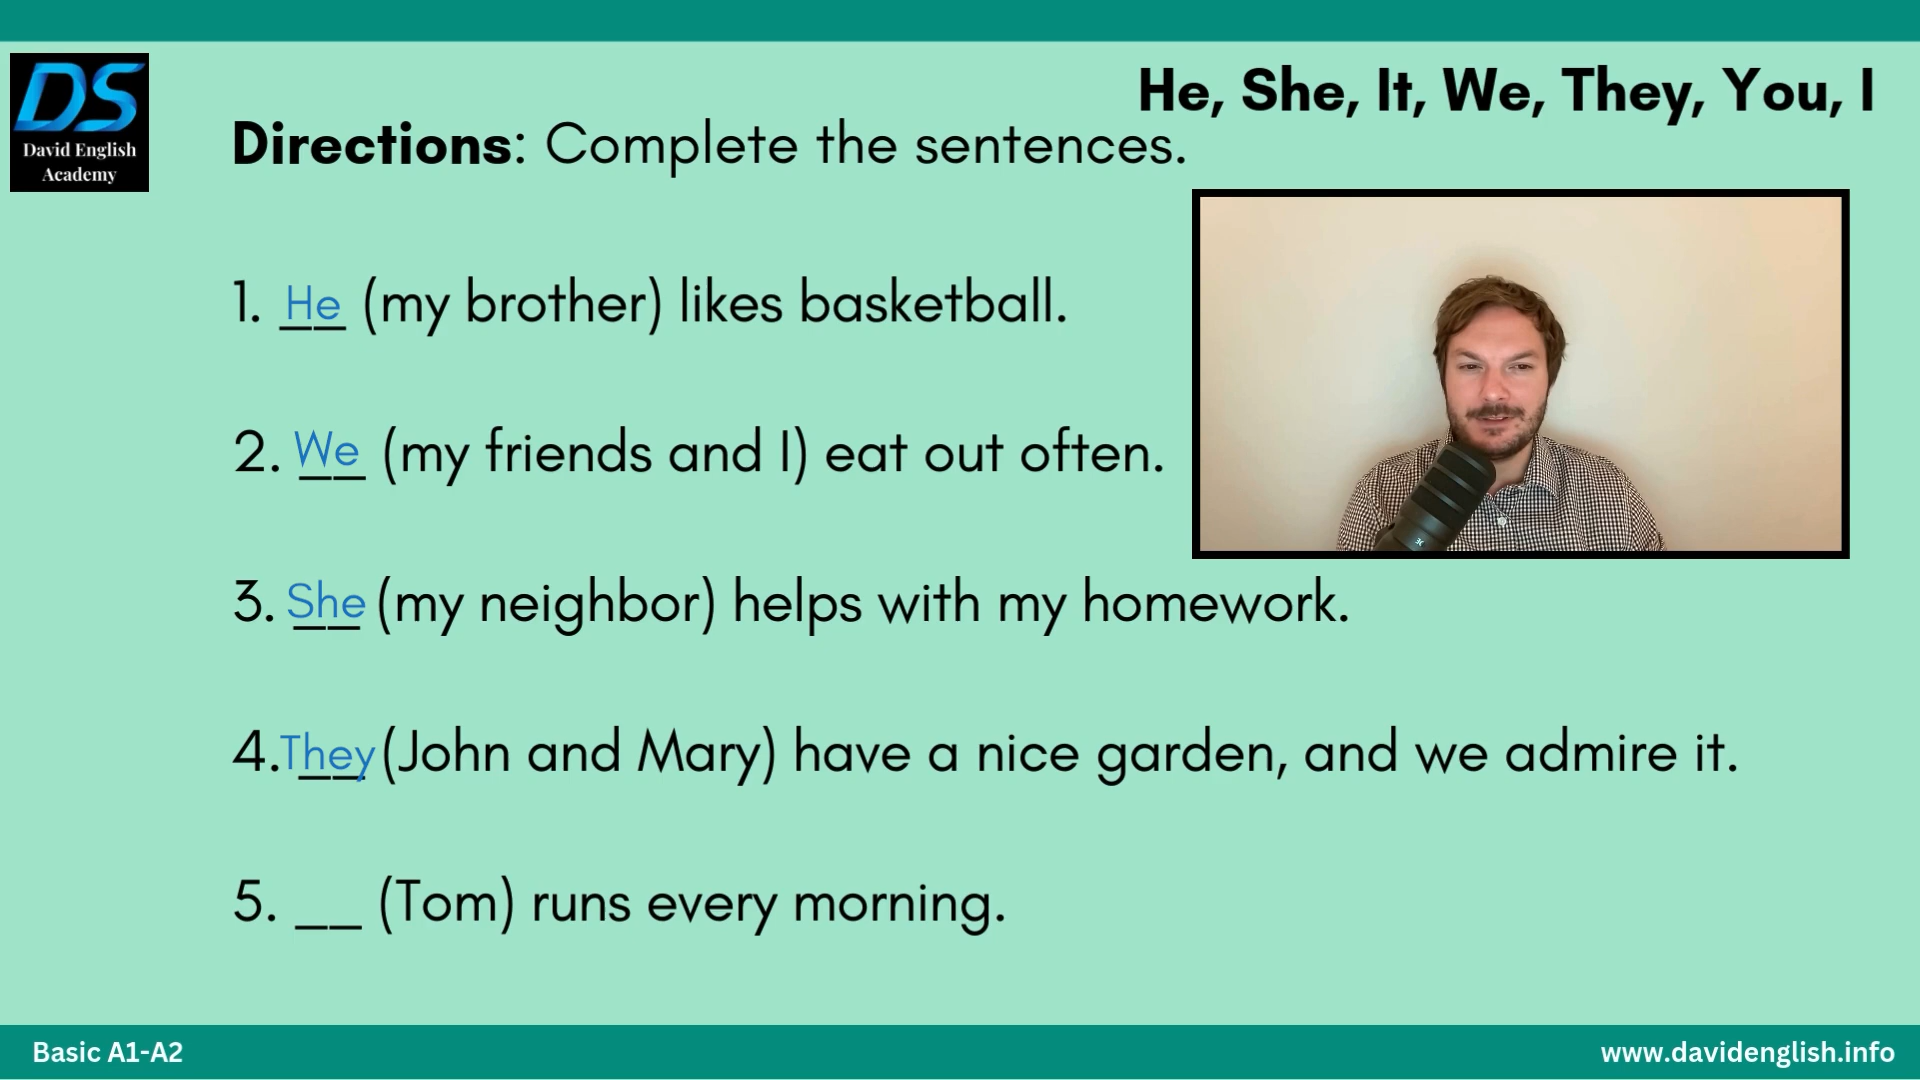 DS
David English
Academy
He, She, It, We, They, You, I
Directions: Complete the sentences.
1. He (my brother) likes basketball.
2. We (my friends and I) eat out often.
3. She (my neighbor) helps with my homework.
4. They (John and Mary) have a nice garden, and we admire it.
5. __ (Tom) runs every morning.
Basic A1-A2
www.davidenglish.info